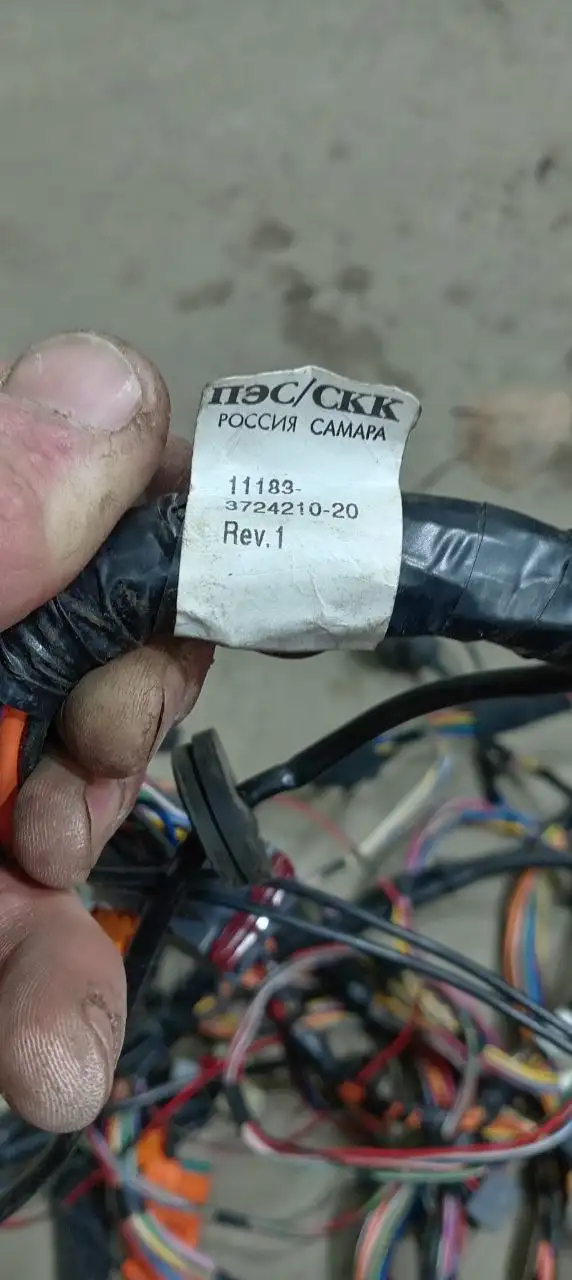 ПЭС/СКК
РОССИЯ САМАРА
11183-
3724210-20
Rev.1